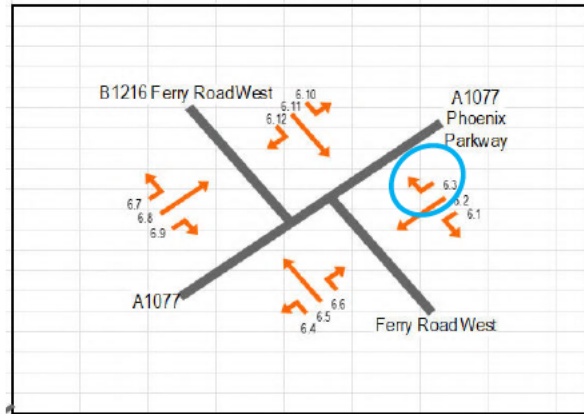 6.10
B1216 Ferry Road West
6.11
A1077
6.12
Phoenix
Parkway
6.3
6.7
6.2
6.8
6.1
6.9
A1077
6.6
6.5
6.4
Ferry Road West